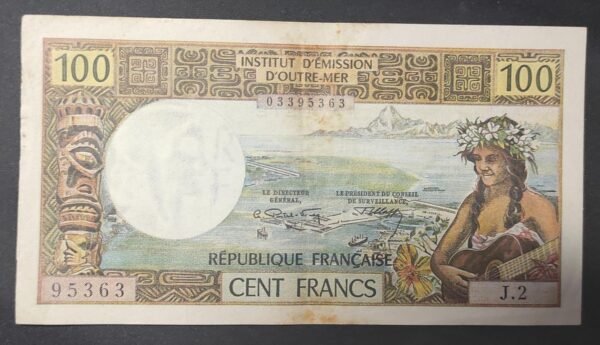 100
INSTITUT D'ÉMISSION
D'OUTRE-MER
100
03395363
LE DIRECTEUR
GÉNÉRAL,
LE PRÉSIDENT DU CONSEIL
DE SURVEILLANCE,
RÉPUBLIQUE FRANÇAISE
95363
CENT FRANCS
J.2